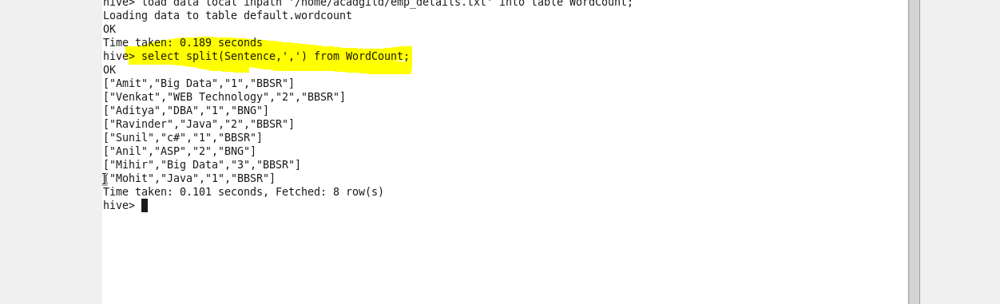 hive> load data local inpath '/home/acadgild/emp_details.txt' into table WordCount;
Loading data to table default.wordcount
OK
Time taken: 0.189 seconds
hive> select split(Sentence,',') from WordCount;
OK
["Amit","Big Data","1","BBSR"]
["Venkat","WEB Technology","2","BBSR"]
["Aditya","DBA","1","BNG"]
["Ravinder","Java","2","BBSR"]
["Sunil","c#","1","BBSR"]
["Anil","ASP","2","BNG"]
["Mihir","Big Data","3","BBSR"]
["Mohit","Java","1","BBSR"]
Time taken: 0.101 seconds, Fetched: 8 row(s)
hive>